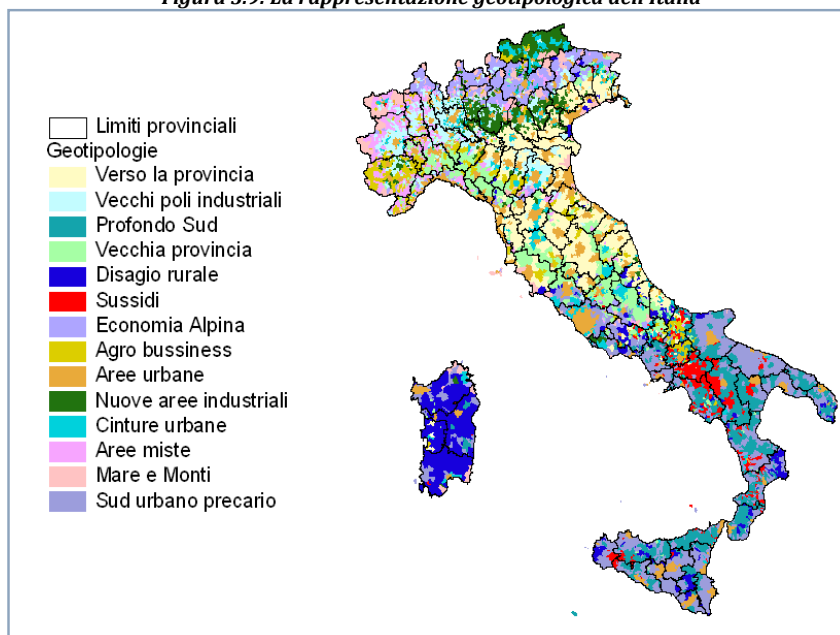 Figura 3.9. La rappresentazione geotipologica dell'Italia
Limiti provinciali
Geotipologie
Verso la provincia
Vecchi poli industriali
Profondo Sud
Vecchia provincia
Disagio rurale
Sussidi
Economia Alpina
Agro bussiness
Aree urbane
Nuove aree industriali
Cinture urbane
Aree miste
Mare e Monti
Sud urbano precario